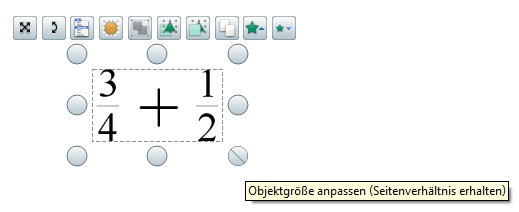 3/4 + 1/2
Objektgröße anpassen (Seitenverhältnis erhalten)